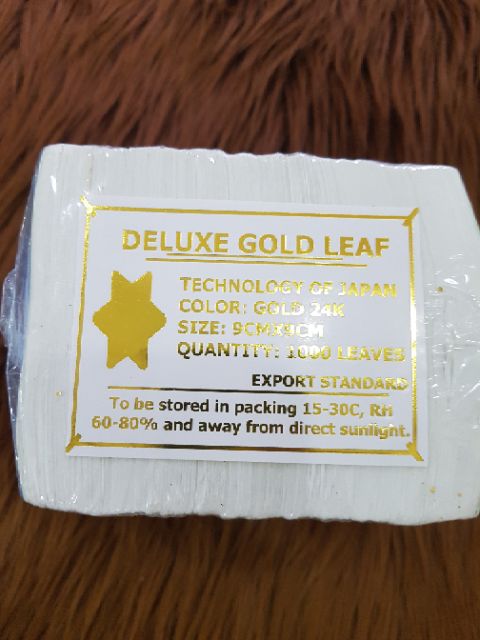 DELUXE GOLD LEAF
TECHNOLOGY OF JAPAN
COLOR: GOLD 24K
SIZE: 9CMX9CM
QUANTITY: 1000 LEAVES
EXPORT STANDARD
To be stored in packing 15-30C, RH
60-80% and away from direct sunlight.